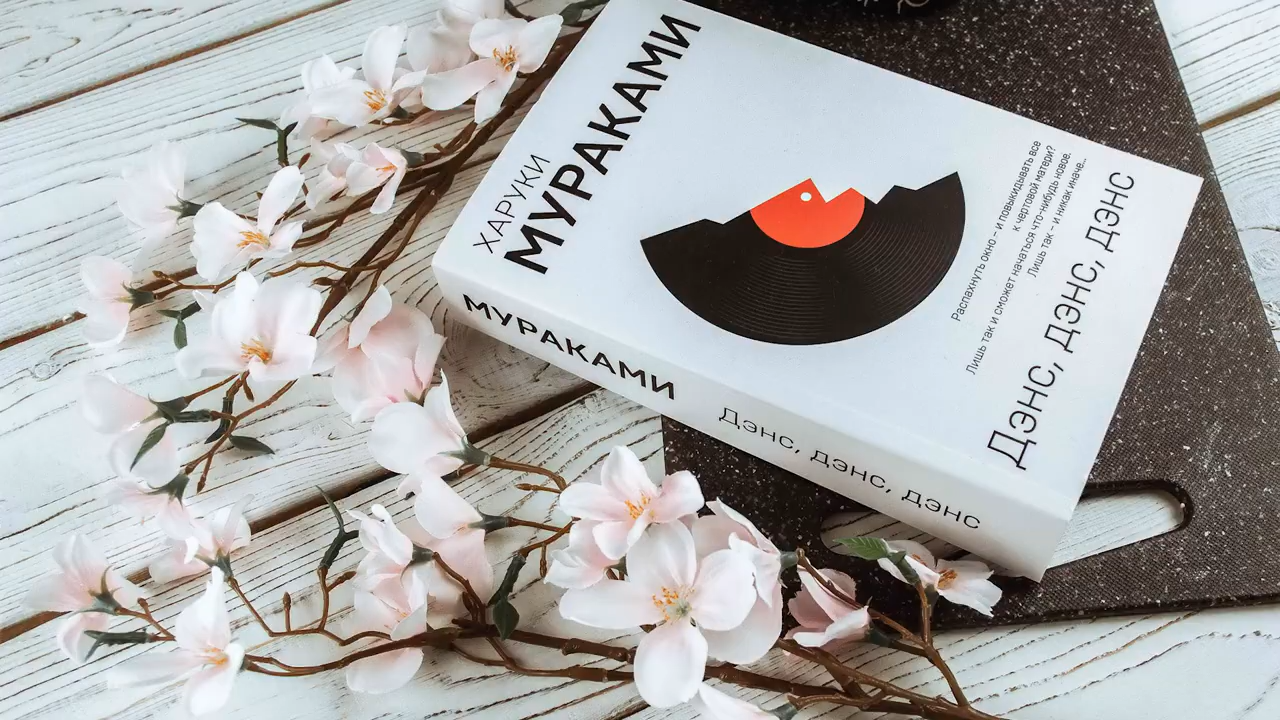 ХАРУКИ
МУРАКАМИ
Распахнуть окно – и повыкидывать все
к чертовой матери?
Лишь так и сможет начаться что-нибудь новое.
Лишь так – и никак иначе...
Дэнс, дэнс, дэнс
МУРАКАМИ
Дэнс, дэнс, дэнс